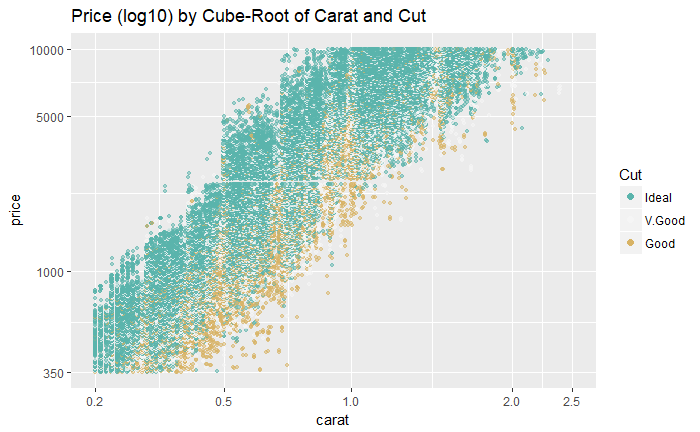 Price (log10) by Cube-Root of Carat and Cut
10000
5000
1000
350
price
0.2
0.5
1.0
2.0
2.5
carat
Cut
Ideal
V.Good
Good